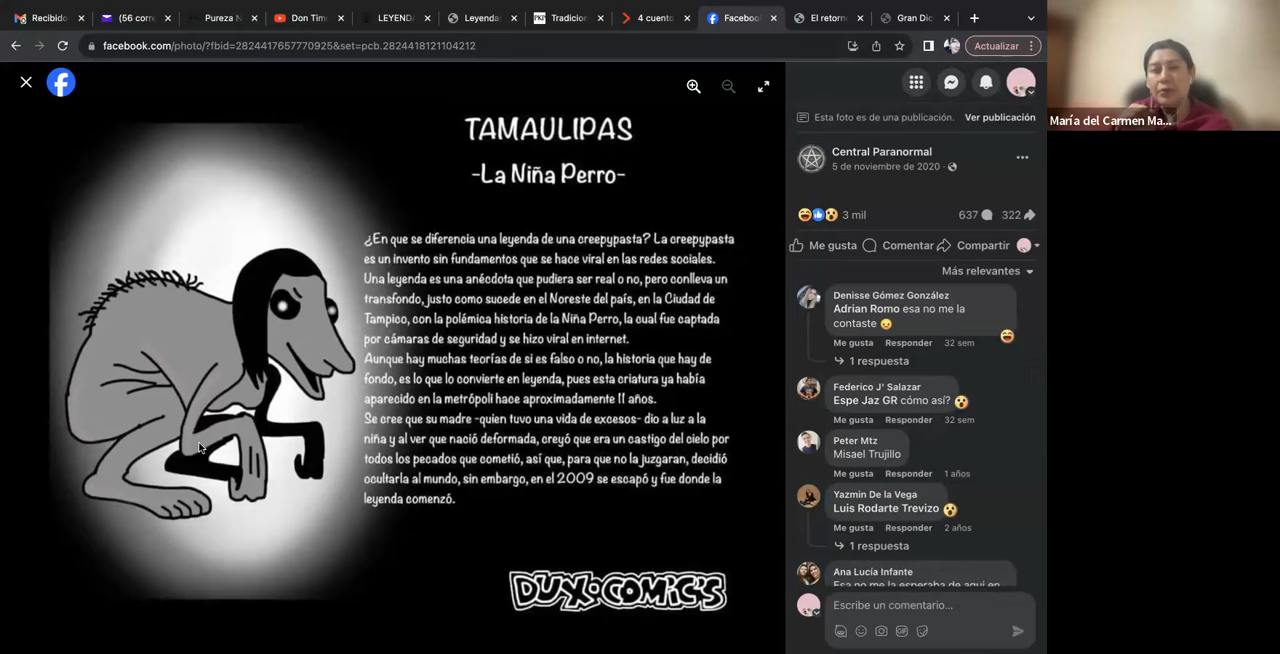 Recibido
(56 corre
Pureza N
Don Tim
LEYEND
Leyenda
PKP Tradicion
4 cuento
Facebook
El retorn
Gran Dic
facebook.com/photo/?fbid=2824417657770925&set=pcb.2824418121104212
Actualizar
TAMAULIPAS
-La Niña Perro-
¿En que se diferencia una leyenda de una creepypasta? La creepypasta
es un invento sin fundamentos que se hace viral en las redes sociales.
Una leyenda es una anécdota que pudiera ser real o no, pero conlleva un
transfondo, justo como sucede en el Noreste del país, en la Ciudad de
Tampico, con la polémica historia de la Niña Perro, la cual fue captada
por cámaras de seguridad y se hizo viral en internet.
Aunque hay muchas teorías de si es falso o no, la historia que hay de
fondo, es lo que lo convierte en leyenda, pues esta criatura ya había
aparecido en la metrópoli hace aproximadamente 11 años.
Se cree que su madre -quien tuvo una vida de excesos- dio a luz a la
niña y al ver que nació deformada, creyó que era un castigo del cielo por
todos los pecados que cometió, así que, para que no la juzgaran, decidió
ocultarla al mundo, sin embargo, en el 2009 se escapó y fue donde la
leyenda comenzó.
DUX·COMIC'S
Esta foto es de una publicación. Ver publicación
Central Paranormal
5 de noviembre de 2020 ·
3 mil 637 322
Me gusta Comentar Compartir
Más relevantes
Denisse Gómez González
Adrian Romo esa no me la
contaste
Me gusta Responder 32 sem
1 respuesta
Federico J' Salazar
Espe Jaz GR cómo así?
Me gusta Responder 32 sem
Peter Mtz
Misael Trujillo
Me gusta Responder 1 años
Yazmin De la Vega
Luis Rodarte Trevizo
Me gusta Responder 2 años
1 respuesta
Ana Lucía Infante
Esa no me la esperaba de aqui en
Escribe un comentario...
GIF
María del Carmen Ma...